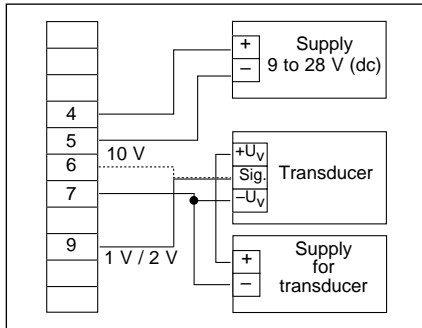 +
Supply
9 to 28 V (dc)
–
4
5
10 V
6
+Uv
Sig.
Transducer
7
–Uv
9
1 V / 2 V
Supply
+
for
–
transducer